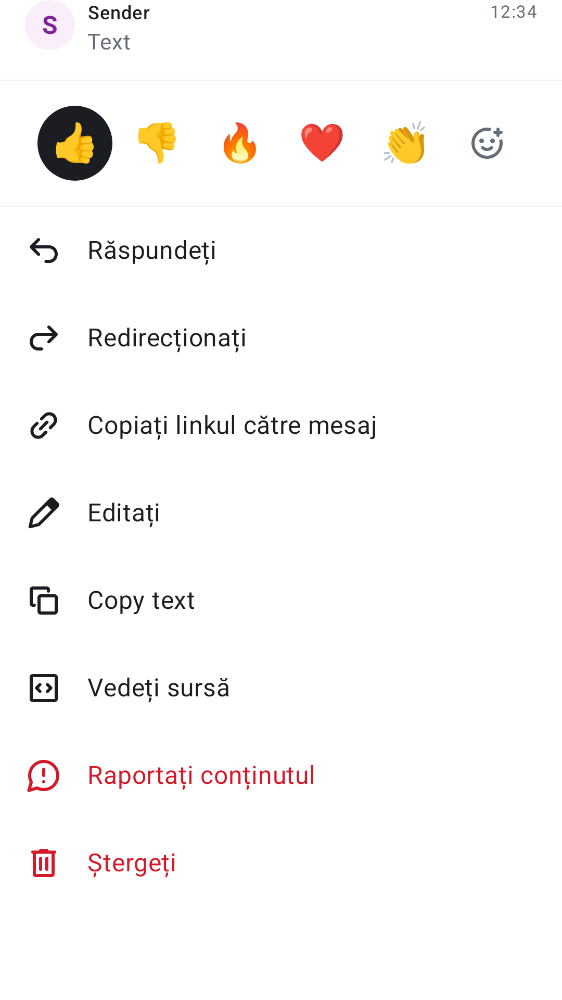 S
Sender
12:34
Text
Răspundeți
Redirecționați
Copiați linkul către mesaj
Editați
Copy text
Vedeți sursă
Raportați conținutul
Ștergeți